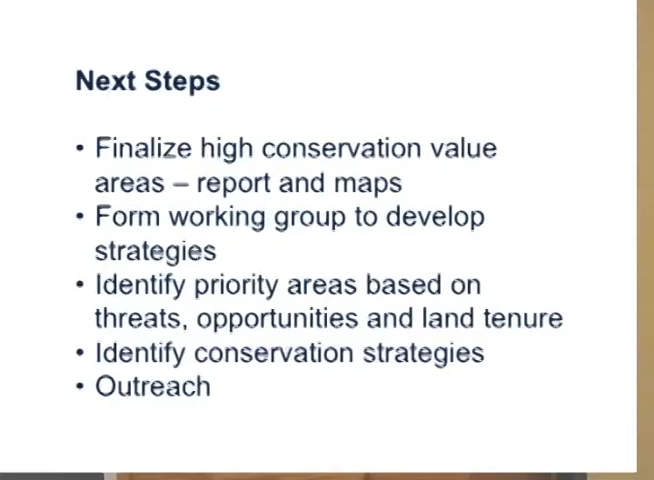 Next Steps
• Finalize high conservation value
areas – report and maps
• Form working group to develop
strategies
• Identify priority areas based on
threats, opportunities and land tenure
• Identify conservation strategies
• Outreach